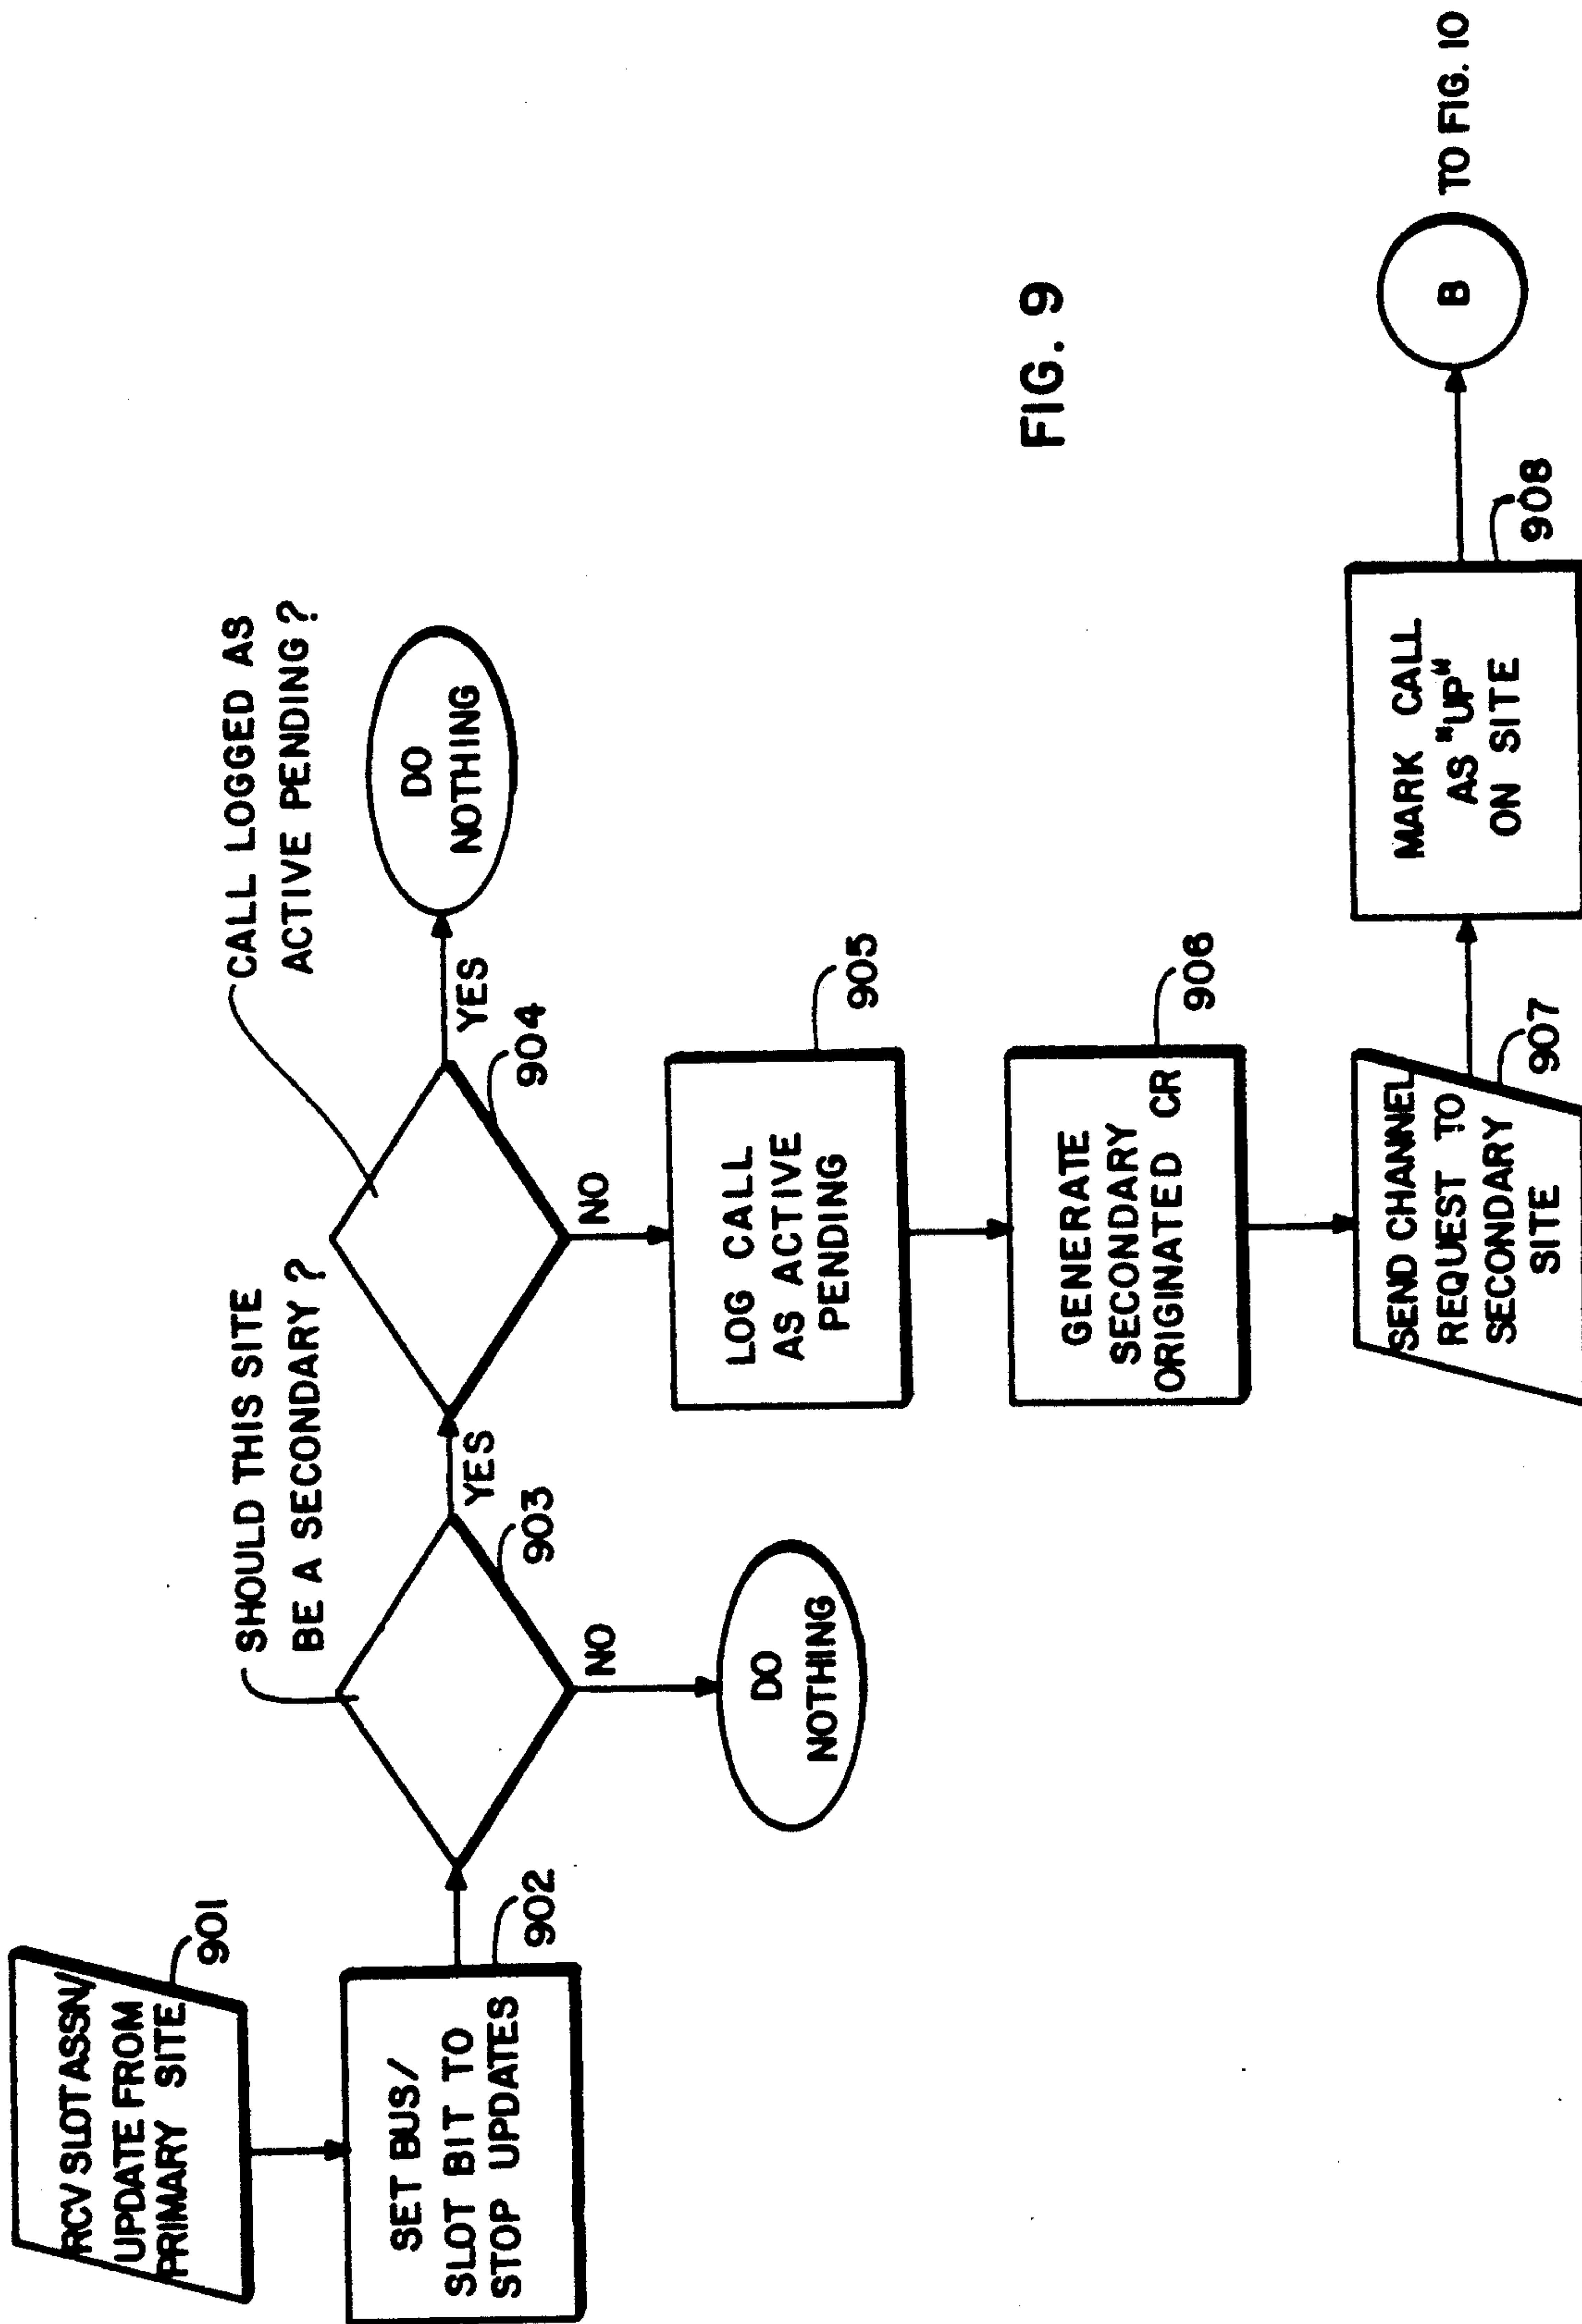 RCV SLOT ASSN/
UPDATE FROM
PRIMARY SITE
901
SET BUS/
SLOT BIT TO
STOP UPDATES
902
SHOULD THIS SITE
BE A SECONDARY ?
903
YES
NO
DO
NOTHING
CALL LOGGED AS
ACTIVE PENDING ?
904
YES
DO
NOTHING
NO
LOG CALL
AS ACTIVE
PENDING
905
GENERATE
SECONDARY
ORIGINATED CR
906
SEND CHANNEL
REQUEST TO
SECONDARY
SITE
907
MARK CALL
AS "UP"
ON SITE
908
B
TO FIG. 10
FIG. 9